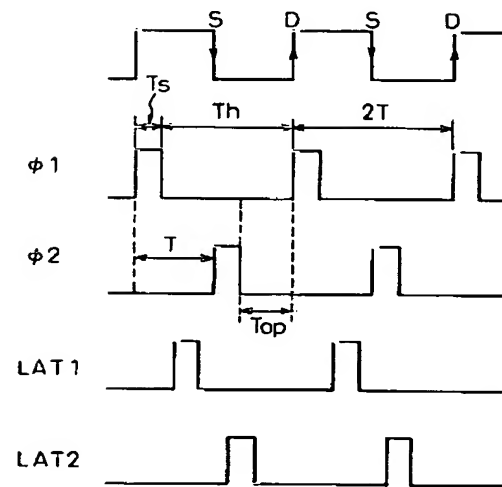 S D S D
Ts Th 2T
φ1
T
φ2
Top
LAT1
LAT2